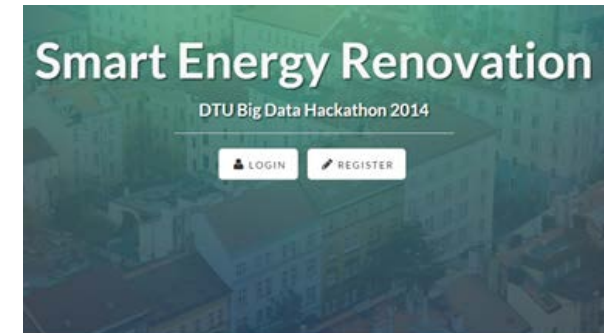 Smart Energy Renovation
DTU Big Data Hackathon 2014
LOGIN REGISTER